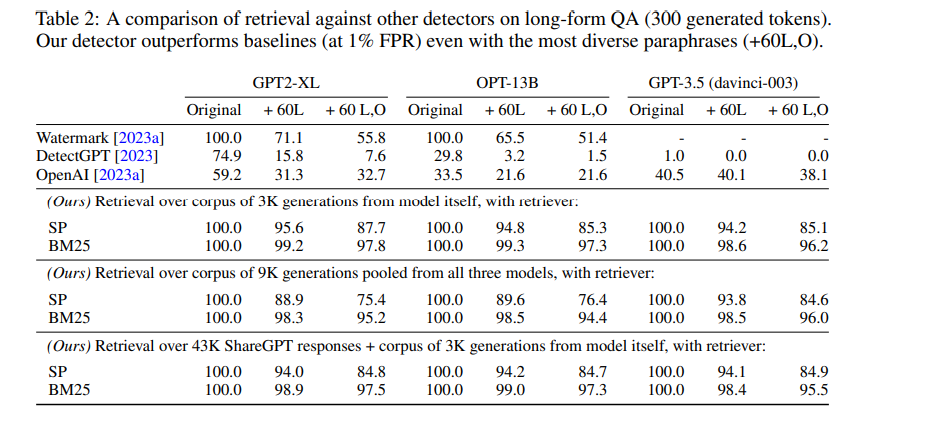 Table 2: A comparison of retrieval against other detectors on long-form QA (300 generated tokens).
Our detector outperforms baselines (at 1% FPR) even with the most diverse paraphrases (+60L,O).
GPT2-XL OPT-13B GPT-3.5 (davinci-003)
Original + 60L + 60 L,O Original + 60L + 60 L,O Original + 60L + 60 L,O
Watermark [2023a] 100.0 71.1 55.8 100.0 65.5 51.4 - - -
DetectGPT [2023] 74.9 15.8 7.6 29.8 3.2 1.5 1.0 0.0 0.0
OpenAI [2023a] 59.2 31.3 32.7 33.5 21.6 21.6 40.5 40.1 38.1
(Ours) Retrieval over corpus of 3K generations from model itself, with retriever:
SP 100.0 95.6 87.7 100.0 94.8 85.3 100.0 94.2 85.1
BM25 100.0 99.2 97.8 100.0 99.3 97.3 100.0 98.6 96.2
(Ours) Retrieval over corpus of 9K generations pooled from all three models, with retriever:
SP 100.0 88.9 75.4 100.0 89.6 76.4 100.0 93.8 84.6
BM25 100.0 98.3 95.2 100.0 98.5 94.4 100.0 98.5 96.0
(Ours) Retrieval over 43K ShareGPT responses + corpus of 3K generations from model itself, with retriever:
SP 100.0 94.0 84.8 100.0 94.2 84.7 100.0 94.1 84.9
BM25 100.0 98.9 97.5 100.0 99.0 97.3 100.0 98.4 95.5